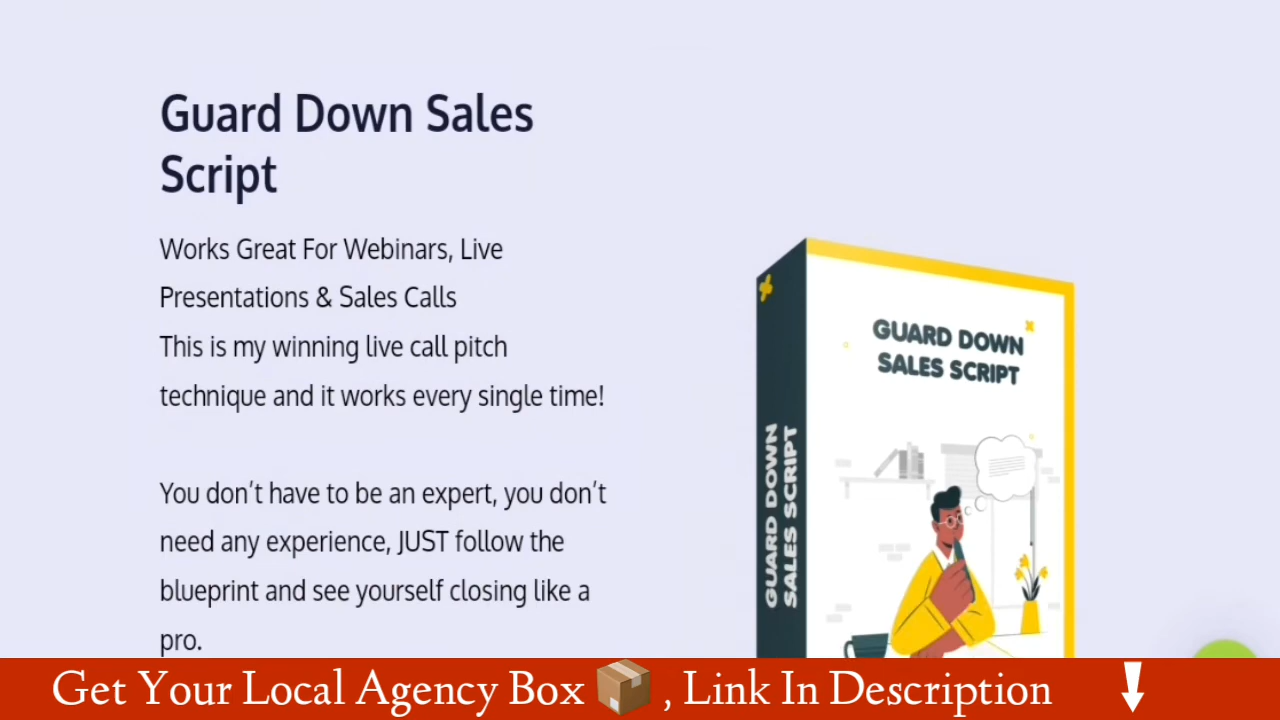 Guard Down Sales
Script
Works Great For Webinars, Live
Presentations & Sales Calls
This is my winning live call pitch
technique and it works every single time!
You don’t have to be an expert, you don’t
need any experience, JUST follow the
blueprint and see yourself closing like a
pro.
GUARD DOWN
SALES SCRIPT
GUARD DOWN
SALES SCRIPT
Get Your Local Agency Box 📦 , Link In Description